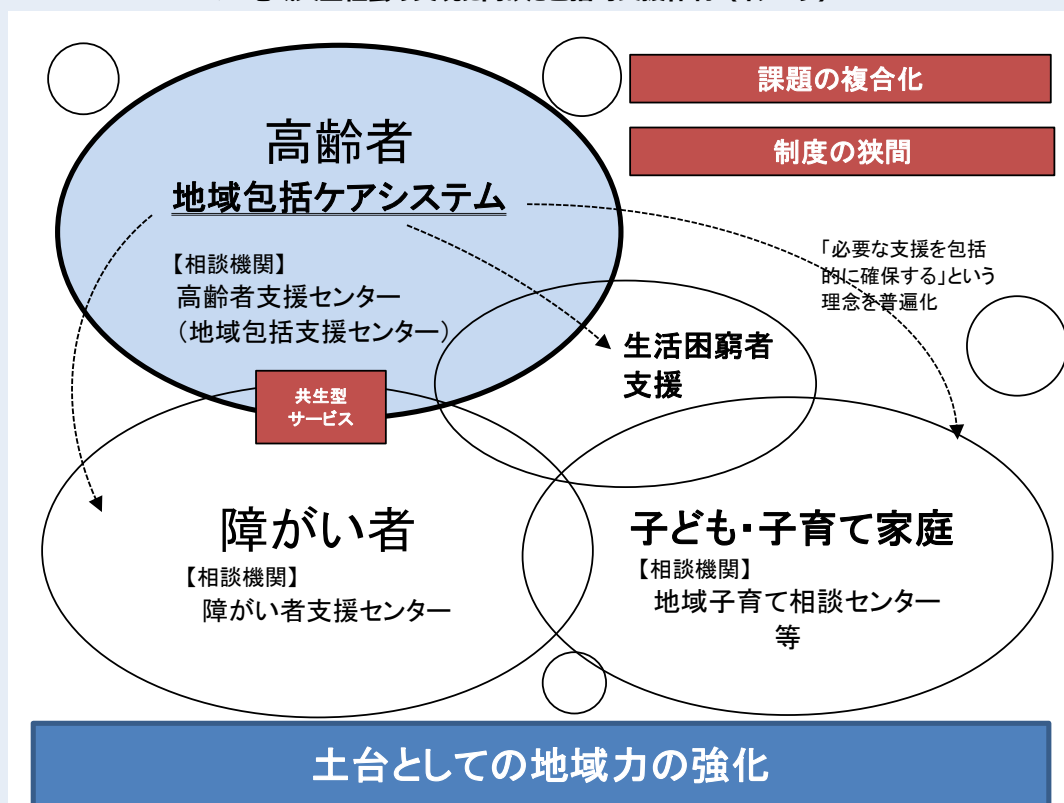 課題の複合化
制度の狭間
高齢者
地域包括ケアシステム
【相談機関】
高齢者支援センター
(地域包括支援センター)
「必要な支援を包括
的に確保する」という
理念を普遍化
生活困窮者
支援
共生型
サービス
障がい者
【相談機関】
障がい者支援センター
子ども・子育て家庭
【相談機関】
地域子育て相談センター
等
土台としての地域力の強化